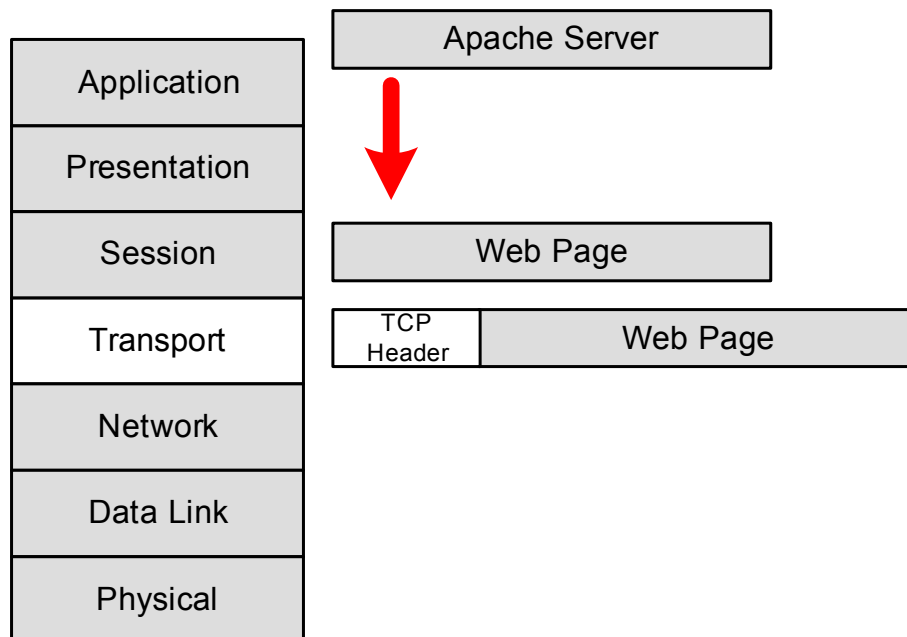 Apache Server
Application
Presentation
Session
Web Page
Transport
TCP
Header
Web Page
Network
Data Link
Physical